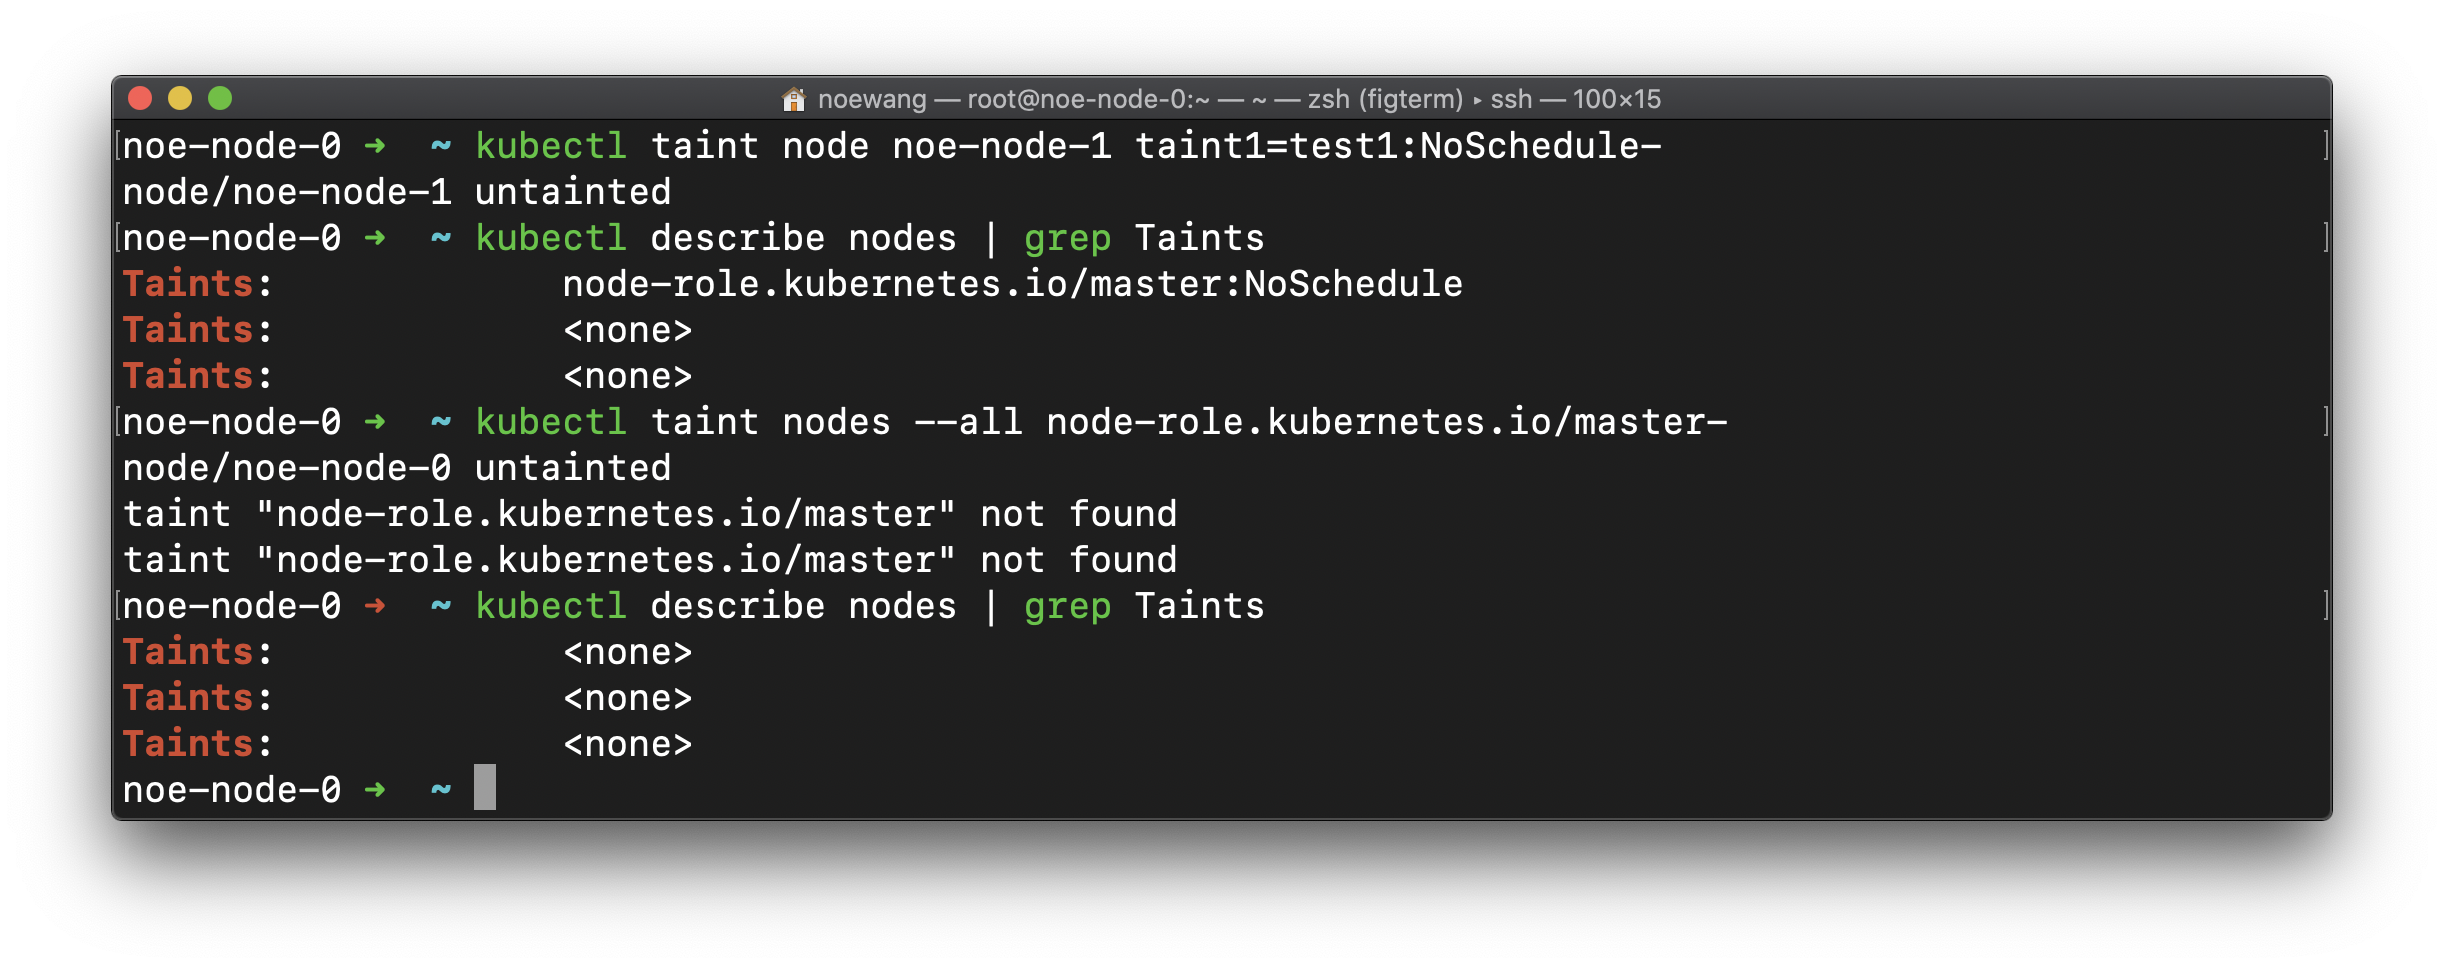 noewang — root@noe-node-0:~ — ~ — zsh (figterm) ▸ ssh — 100×15
[noe-node-0 ➜  ~ kubectl taint node noe-node-1 taint1=test1:NoSchedule- ]
node/noe-node-1 untainted
[noe-node-0 ➜  ~ kubectl describe nodes | grep Taints ]
Taints:             node-role.kubernetes.io/master:NoSchedule
Taints:             <none>
Taints:             <none>
[noe-node-0 ➜  ~ kubectl taint nodes --all node-role.kubernetes.io/master- ]
node/noe-node-0 untainted
taint "node-role.kubernetes.io/master" not found
taint "node-role.kubernetes.io/master" not found
[noe-node-0 ➜  ~ kubectl describe nodes | grep Taints ]
Taints:             <none>
Taints:             <none>
Taints:             <none>
noe-node-0 ➜  ~